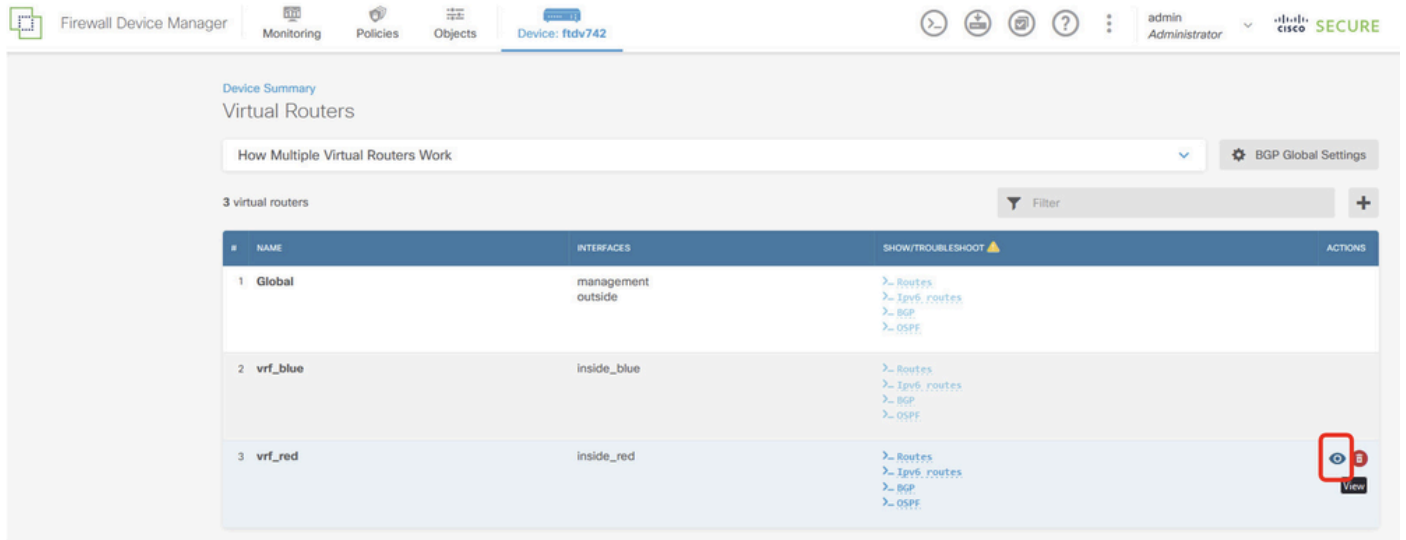 Firewall Device Manager
Monitoring
Policies
Objects
Device: ftdv742
admin
Administrator
cisco SECURE
Device Summary
Virtual Routers
How Multiple Virtual Routers Work
BGP Global Settings
3 virtual routers
Filter
# NAME INTERFACES SHOW/TROUBLESHOOT ACTIONS
1 Global management >_ Routes
outside >_ Ipv6 routes
>_ BGP
>_ OSPF
2 vrf_blue inside_blue >_ Routes
>_ Ipv6 routes
>_ BGP
>_ OSPF
3 vrf_red inside_red >_ Routes
>_ Ipv6 routes
>_ BGP
View
>_ OSPF